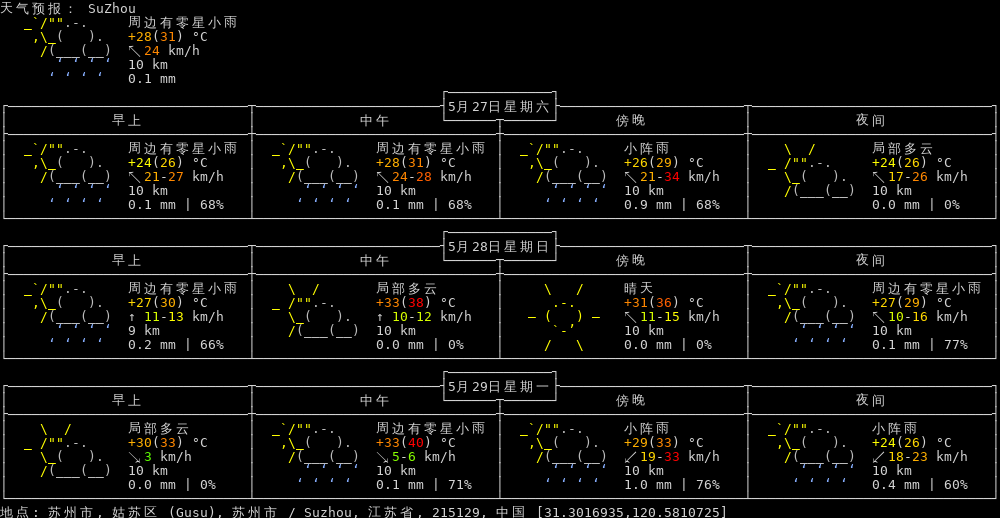 天气预报: SuZhou
周边有零星小雨
+28(31) °C
↖ 24 km/h
10 km
0.1 mm
5月27日星期六
早上 中午 傍晚 夜间
周边有零星小雨 周边有零星小雨 小阵雨 局部多云
+24(26) °C +28(31) °C +26(29) °C +24(26) °C
↖ 21-27 km/h ↖ 24-28 km/h ↖ 21-34 km/h ↖ 17-26 km/h
10 km 10 km 10 km 10 km
0.1 mm | 68% 0.1 mm | 68% 0.9 mm | 68% 0.0 mm | 0%
5月28日星期日
早上 中午 傍晚 夜间
周边有零星小雨 局部多云 晴天 周边有零星小雨
+27(30) °C +33(38) °C +31(36) °C +27(29) °C
↑ 11-13 km/h ↑ 10-12 km/h ↖ 11-15 km/h ↖ 10-16 km/h
9 km 10 km 10 km 10 km
0.2 mm | 66% 0.0 mm | 0% 0.0 mm | 0% 0.1 mm | 77%
5月29日星期一
早上 中午 傍晚 夜间
局部多云 周边有零星小雨 小阵雨 小阵雨
+30(33) °C +33(40) °C +29(33) °C +24(26) °C
↘ 3 km/h ↘ 5-6 km/h ↙ 19-33 km/h ↙ 18-23 km/h
10 km 10 km 10 km 10 km
0.0 mm | 0% 0.1 mm | 71% 1.0 mm | 76% 0.4 mm | 60%
地点: 苏州市, 姑苏区 (Gusu), 苏州市 / Suzhou, 江苏省, 215129, 中国 [31.3016935,120.5810725]